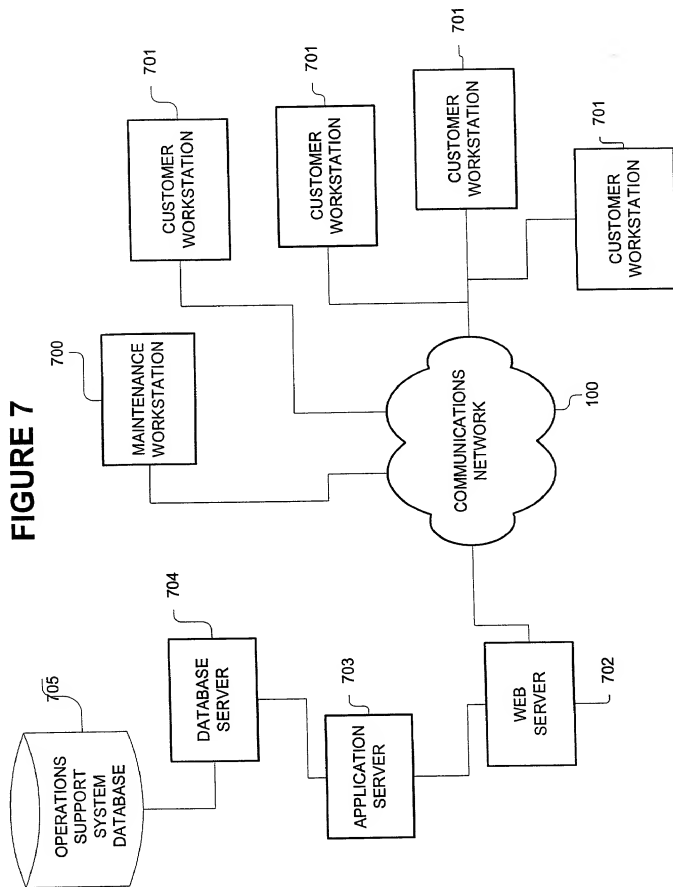 FIGURE 7
705
OPERATIONS
SUPPORT
SYSTEM
DATABASE
704
DATABASE
SERVER
703
APPLICATION
SERVER
WEB
SERVER
702
700
MAINTENANCE
WORKSTATION
COMMUNICATIONS
NETWORK
100
701
CUSTOMER
WORKSTATION
701
CUSTOMER
WORKSTATION
701
CUSTOMER
WORKSTATION
701
CUSTOMER
WORKSTATION